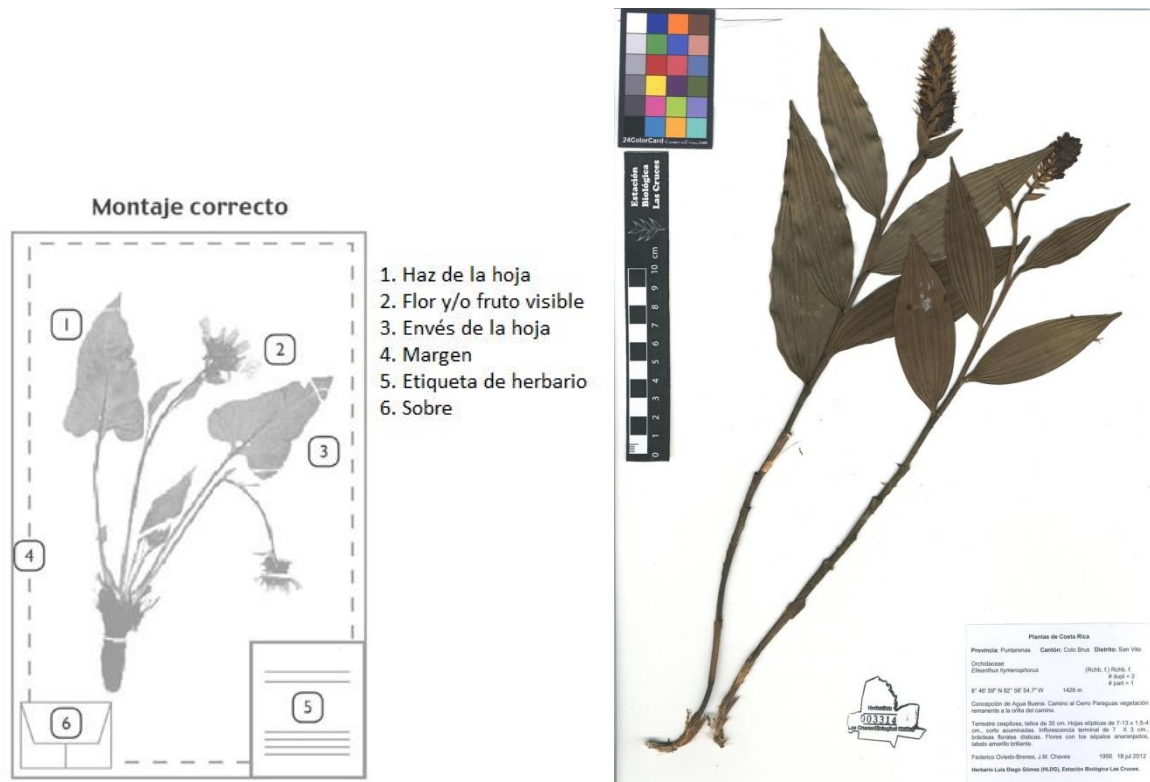 Montaje correcto
1
2
3
4
5
6
1. Haz de la hoja
2. Flor y/o fruto visible
3. Envés de la hoja
4. Margen
5. Etiqueta de herbario
6. Sobre
24ColorCard
Estación
Biológica
Las Cruces
0 1 2 3 4 5 6 7 8 9 10 cm
Herbarium
003314
Las Cruces Biological Station
Plantas de Costa Rica
Provincia: Puntarenas Cantón: Coto Brus Distrito: San Vito
Orchidaceae
Elleanthus hymenophorus (Rchb. f.) Rchb. f.
# dupl = 2
# part = 1
8° 46' 59" N 82° 58' 54.7" W 1426 m
Concepción de Agua Buena. Camino al Cerro Paraguas vegetación
remanente a la orilla del camino.
Terrestre cespitosa, tallos de 35 cm. Hojas elípticas de 7-13 x 1,5-4
cm., corto acuminadas. Inflorescencia terminal de 7 X 3 cm.,
brácteas florales dísticas. Flores con los sépalos anaranjados,
labelo amarillo brillante.
Federico Oviedo-Brenes, J.M. Chaves 1956 18 jul 2012
Herbario Luis Diego Gómez (HLDG), Estación Biológica Las Cruces.